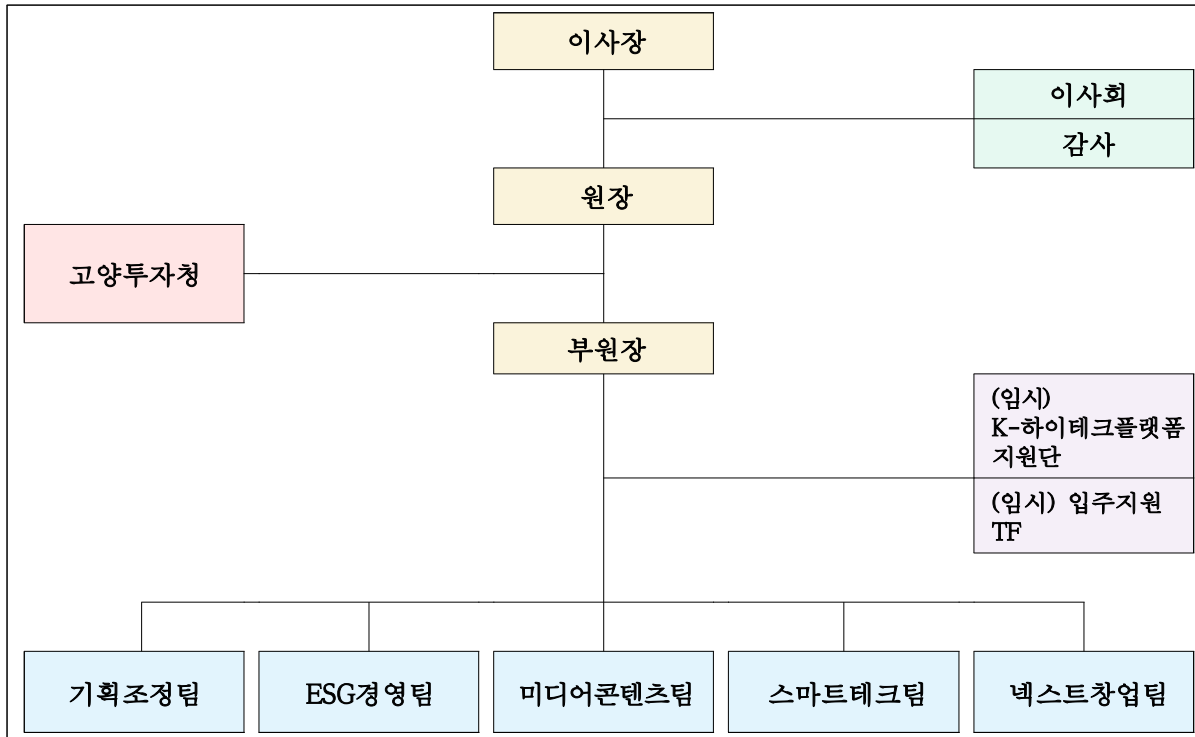 이사장
이사회
감사
원장
고양투자청
부원장
(임시)
K-하이테크플랫폼
지원단
(임시) 입주지원
TF
기획조정팀
ESG경영팀
미디어콘텐츠팀
스마트테크팀
넥스트창업팀